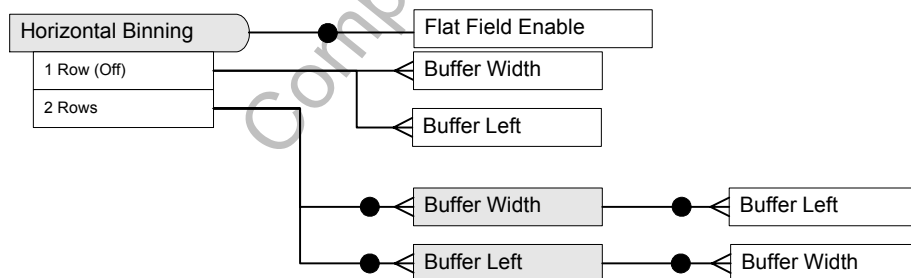 Horizontal Binning
Flat Field Enable
1 Row (Off)
Buffer Width
2 Rows
Buffer Left
Buffer Width
Buffer Left
Buffer Left
Buffer Width